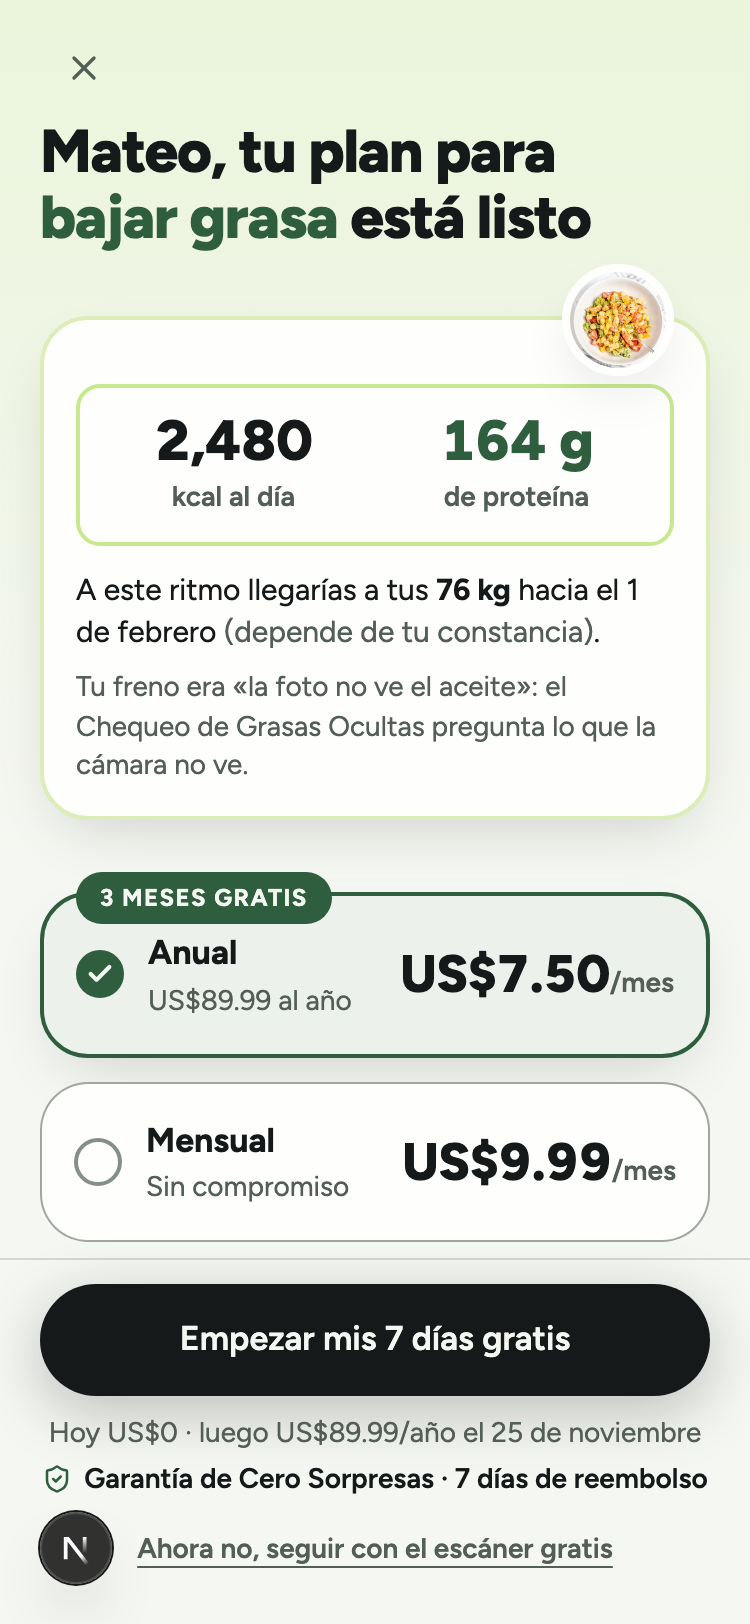 Mateo, tu plan para
bajar grasa está listo
2,480
kcal al día
164 g
de proteína
A este ritmo llegarías a tus 76 kg hacia el 1
de febrero (depende de tu constancia).
Tu freno era «la foto no ve el aceite»: el
Chequeo de Grasas Ocultas pregunta lo que la
cámara no ve.
3 MESES GRATIS
Anual
US$89.99 al año
US$7.50/mes
Mensual
Sin compromiso
US$9.99/mes
Empezar mis 7 días gratis
Hoy US$0 · luego US$89.99/año el 25 de noviembre
Garantía de Cero Sorpresas · 7 días de reembolso
N
Ahora no, seguir con el escáner gratis